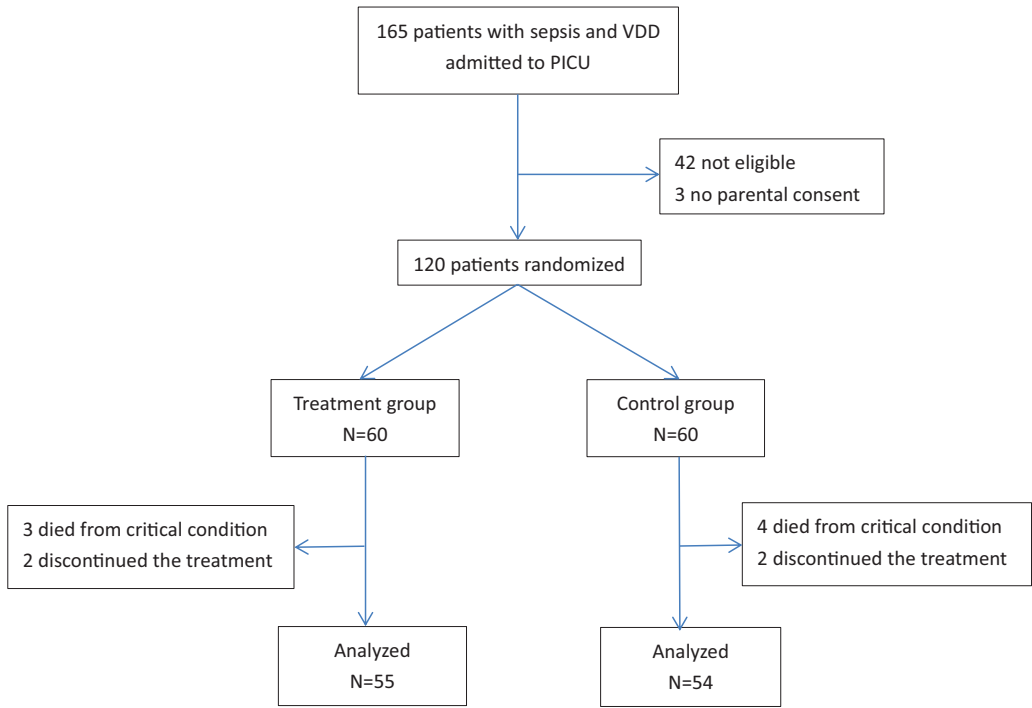 165 patients with sepsis and VDD
admitted to PICU
42 not eligible
3 no parental consent
120 patients randomized
Treatment group
N=60
Control group
N=60
3 died from critical condition
2 discontinued the treatment
4 died from critical condition
2 discontinued the treatment
Analyzed
N=55
Analyzed
N=54